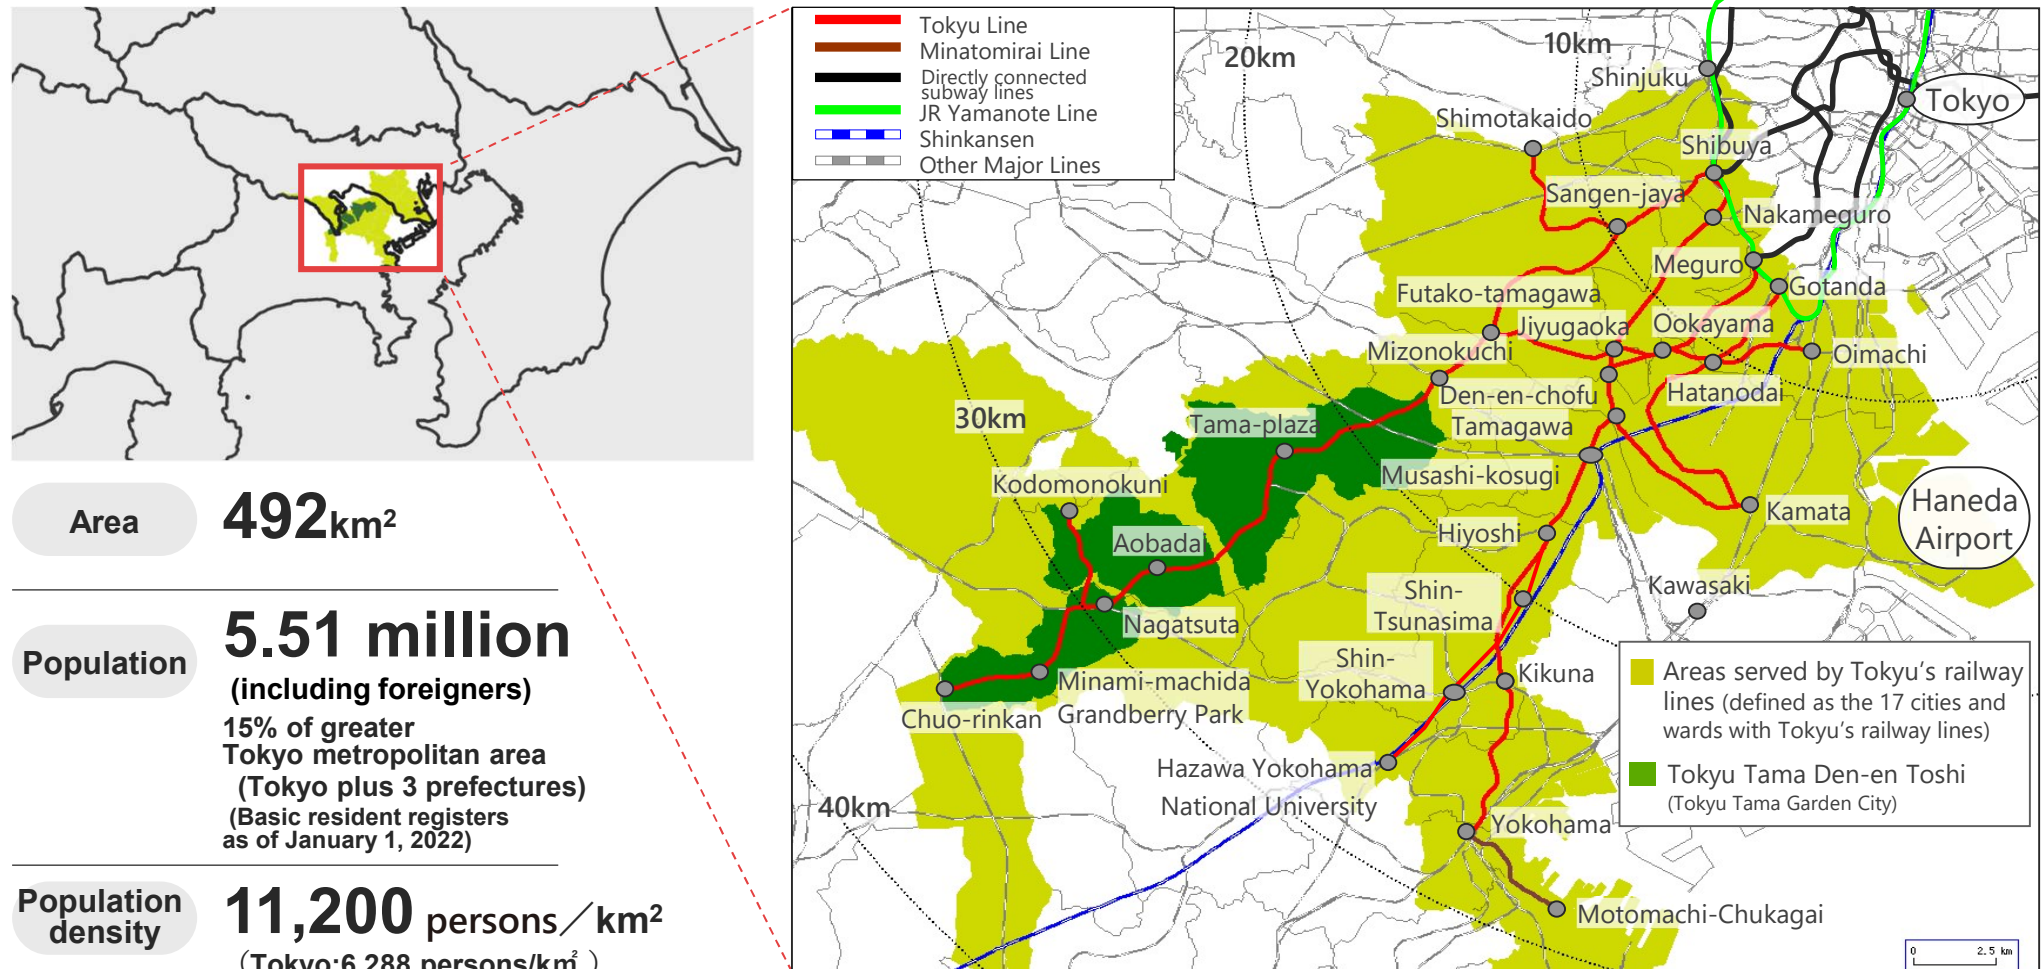 Area
492km²
Population
5.51 million
(including foreigners)
15% of greater
Tokyo metropolitan area
(Tokyo plus 3 prefectures)
(Basic resident registers
as of January 1, 2022)
Population
density
11,200 persons／km²
（Tokyo:6,288 persons/km²）
Tokyu Line
Minatomirai Line
Directly connected
subway lines
JR Yamanote Line
Shinkansen
Other Major Lines
20km
10km
30km
40km
Shinjuku
Tokyo
Shimotakaido
Shibuya
Sangen-jaya
Nakameguro
Meguro
Gotanda
Futako-tamagawa
Jiyugaoka
Ookayama
Oimachi
Mizonokuchi
Den-en-chofu
Hatanodai
Tama-plaza
Tamagawa
Musashi-kosugi
Kodomonokuni
Kamata
Haneda
Airport
Aobada
Hiyoshi
Kawasaki
Shin-
Tsunasima
Nagatsuta
Shin-
Yokohama
Kikuna
Minami-machida
Grandberry Park
Chuo-rinkan
Hazawa Yokohama
National University
Yokohama
Motomachi-Chukagai
Areas served by Tokyu's railway
lines (defined as the 17 cities and
wards with Tokyu's railway lines)
Tokyu Tama Den-en Toshi
(Tokyu Tama Garden City)
0 2.5 km